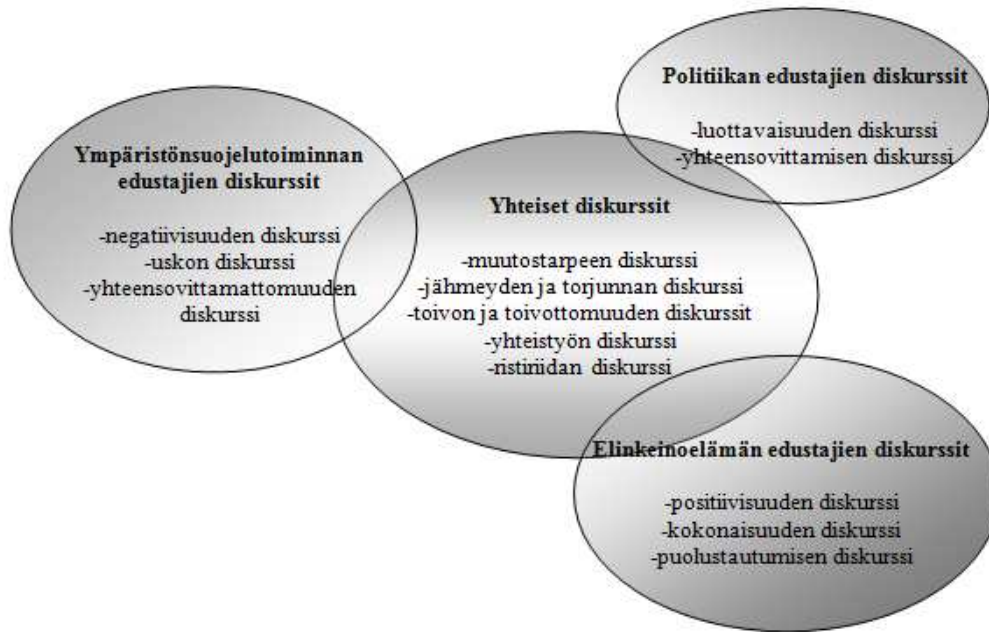 Politiikan edustajien diskurssit
-luottavaisuuden diskurssi
-yhteensovittamisen diskurssi
Ympäristönsuojelutoiminnan
edustajien diskurssit
-negatiivisuuden diskurssi
-uskon diskurssi
-yhteensovittamattomuuden
diskurssi
Yhteiset diskurssit
-muutostarpeen diskurssi
-jähmeyden ja torjunnan diskurssi
-toivon ja toivottomuuden diskurssit
-yhteistyön diskurssi
-ristiriidan diskurssi
Elinkeinoelämän edustajien diskurssit
-positiivisuuden diskurssi
-kokonaisuuden diskurssi
-puolustautumisen diskurssi